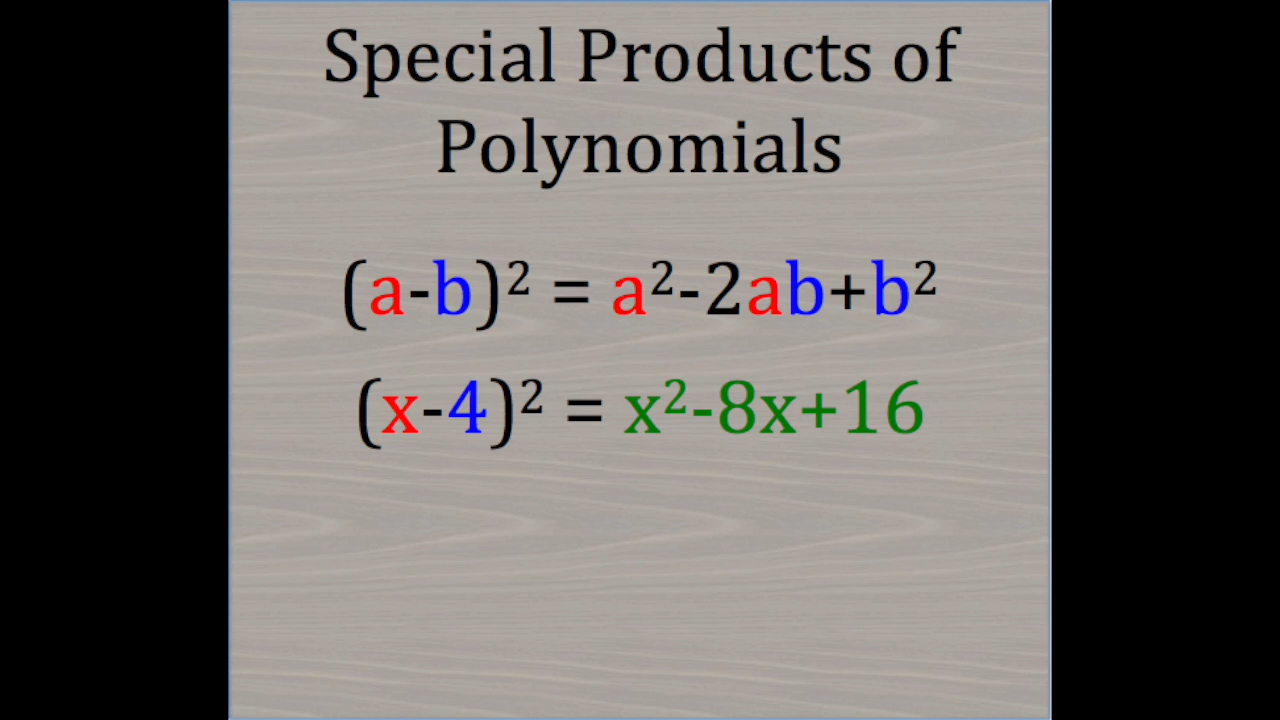 Special Products of
Polynomials
(a-b)² = a²-2ab+b²
(x-4)² = x²-8x+16